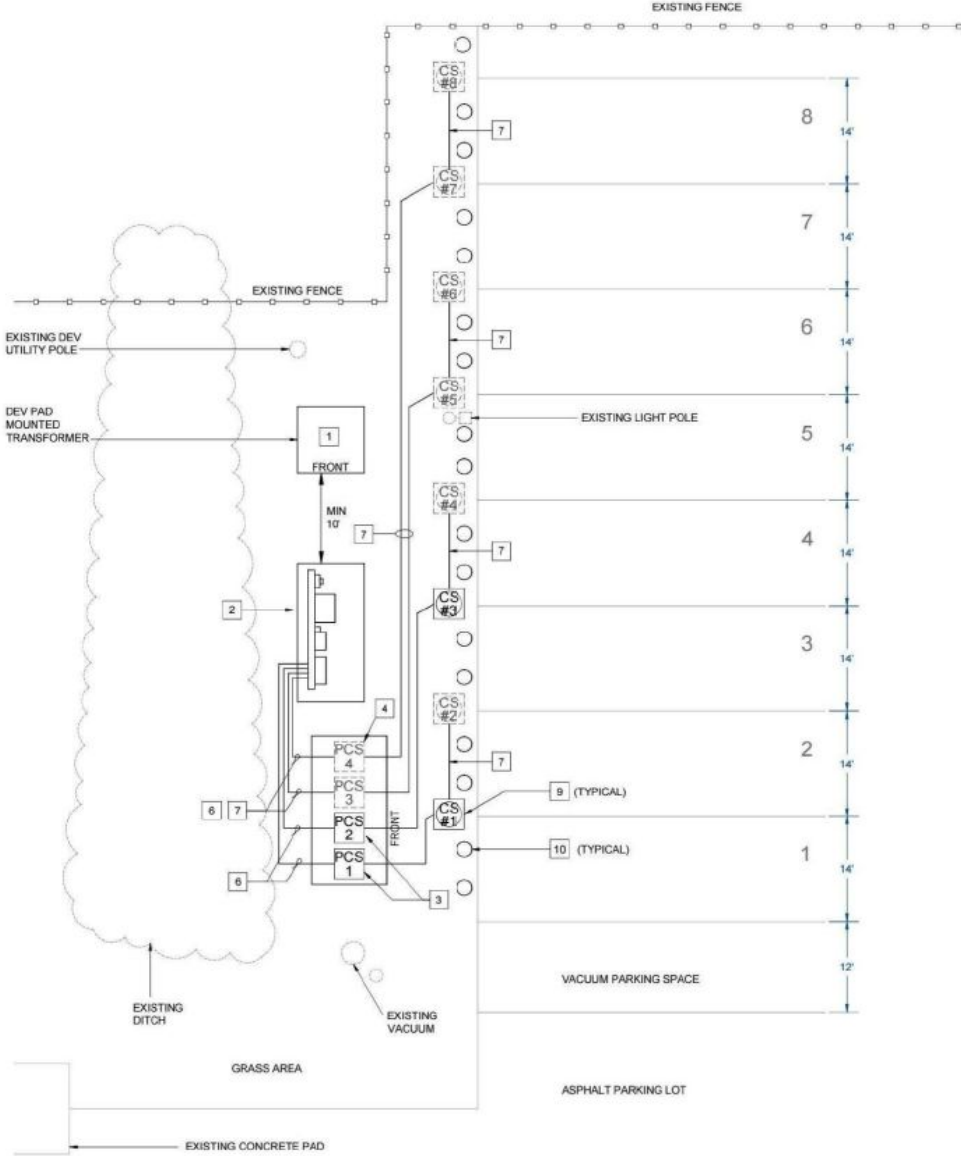 EXISTING FENCE
CS
#8
8
14'
7
CS
#7
7
14'
EXISTING FENCE
CS
#6
6
14'
EXISTING DEV
UTILITY POLE
7
CS
#5
DEV PAD
MOUNTED
TRANSFORMER
1
FRONT
EXISTING LIGHT POLE
5
14'
MIN
10'
CS
#4
7
7
4
14'
2
CS
#3
3
14'
4
CS
#2
2
14'
PCS
4
7
PCS
3
6
7
9 (TYPICAL)
CS
#1
PCS
2
FRONT
10 (TYPICAL)
1
14'
PCS
1
6
3
VACUUM PARKING SPACE
12'
EXISTING
DITCH
EXISTING
VACUUM
GRASS AREA
ASPHALT PARKING LOT
EXISTING CONCRETE PAD